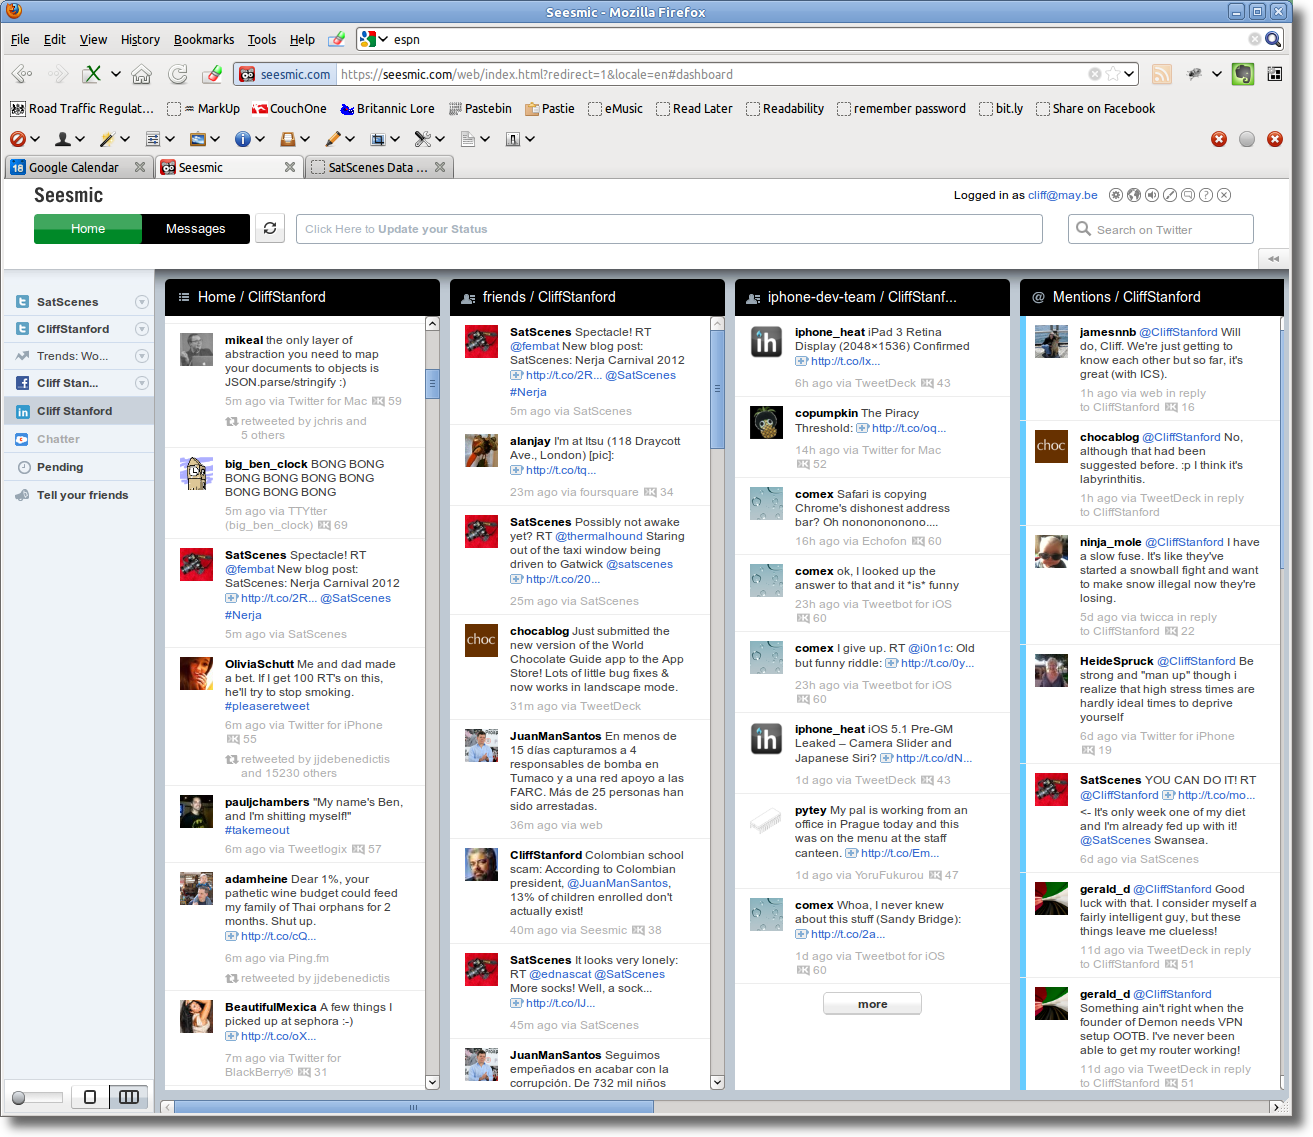 Seesmic - Mozilla Firefox
File Edit View History Bookmarks Tools Help espn
seesmic.com https://seesmic.com/web/index.html?redirect=1&locale=en#dashboard
Road Traffic Regulat... MarkUp CouchOne Britannic Lore Pastebin Pastie eMusic Read Later Readability remember password bit.ly Share on Facebook
18 Google Calendar Seesmic SatScenes Data ...
Seesmic
Logged in as cliff@may.be
Home Messages Click Here to Update your Status Search on Twitter
SatScenes
CliffStanford
Trends: Wo...
Cliff Stan...
Cliff Stanford
Chatter
Pending
Tell your friends
Home / CliffStanford
mikeal the only layer of
abstraction you need to map
your documents to objects is
JSON.parse/stringify :)
5m ago via Twitter for Mac 59
retweeted by jchris and
5 others
big_ben_clock BONG BONG
BONG BONG BONG BONG
BONG BONG BONG
5m ago via TTYtter
(big_ben_clock) 69
SatScenes Spectacle! RT
@fembat New blog post:
SatScenes: Nerja Carnival 2012
http://t.co/2R... @SatScenes
#Nerja
5m ago via SatScenes
OliviaSchutt Me and dad made
a bet. If I get 100 RT's on this,
he'll try to stop smoking.
#pleaseretweet
6m ago via Twitter for iPhone
55
retweeted by jjdebenedictis
and 15230 others
pauljchambers "My name's Ben,
and I'm shitting myself!"
#takemeout
6m ago via Tweetlogix 57
adamheine Dear 1%, your
pathetic wine budget could feed
my family of Thai orphans for 2
months. Shut up.
http://t.co/cQ...
6m ago via Ping.fm
retweeted by jjdebenedictis
BeautifulMexica A few things I
picked up at sephora :-)
http://t.co/oX...
7m ago via Twitter for
BlackBerry® 31
friends / CliffStanford
SatScenes Spectacle! RT
@fembat New blog post:
SatScenes: Nerja Carnival 2012
http://t.co/2R... @SatScenes
#Nerja
5m ago via SatScenes
alanjay I'm at Itsu (118 Draycott
Ave., London) [pic]:
http://t.co/tq...
23m ago via foursquare 34
SatScenes Possibly not awake
yet? RT @thermalhound Staring
out of the taxi window being
driven to Gatwick @satscenes
http://t.co/20...
25m ago via SatScenes
choc
chocablog Just submitted the
new version of the World
Chocolate Guide app to the App
Store! Lots of little bug fixes &
now works in landscape mode.
31m ago via TweetDeck
JuanManSantos En menos de
15 días capturamos a 4
responsables de bomba en
Tumaco y a una red apoyo a las
FARC. Más de 25 personas han
sido arrestadas.
36m ago via web
CliffStanford Colombian school
scam: According to Colombian
president, @JuanManSantos,
13% of children enrolled don't
actually exist!
40m ago via Seesmic 38
SatScenes It looks very lonely:
RT @ednascat @SatScenes
More socks! Well, a sock...
http://t.co/IJ...
45m ago via SatScenes
JuanManSantos Seguimos
empeñados en acabar con la
corrupción. De 732 mil niños
iphone-dev-team / CliffStanf...
ih
iphone_heat iPad 3 Retina
Display (2048×1536) Confirmed
http://t.co/lx...
6h ago via TweetDeck 43
copumpkin The Piracy
Threshold: http://t.co/oq...
14h ago via Twitter for Mac
52
comex Safari is copying
Chrome's dishonest address
bar? Oh nononononono....
16h ago via Echofon 60
comex ok, I looked up the
answer to that and it *is* funny
23h ago via Tweetbot for iOS
60
comex I give up. RT @i0n1c: Old
but funny riddle: http://t.co/0y...
23h ago via Tweetbot for iOS
60
ih
iphone_heat iOS 5.1 Pre-GM
Leaked – Camera Slider and
Japanese Siri? http://t.co/dN...
1d ago via TweetDeck 43
pytey My pal is working from an
office in Prague today and this
was on the menu at the staff
canteen. http://t.co/Em...
1d ago via YoruFukurou 47
comex Whoa, I never knew
about this stuff (Sandy Bridge):
http://t.co/2a...
1d ago via Tweetbot for iOS
60
more
@ Mentions / CliffStanford
jamesnnb @CliffStanford Will
do, Cliff. We're just getting to
know each other but so far, it's
great (with ICS).
1h ago via web in reply
to CliffStanford 16
choc
chocablog @CliffStanford No,
although that had been
suggested before. :p I think it's
labyrinthitis.
1h ago via TweetDeck in reply
to CliffStanford
ninja_mole @CliffStanford I have
a slow fuse. It's like they've
started a snowball fight and want
to make snow illegal now they're
losing.
5d ago via twicca in reply
to CliffStanford 22
HeideSpruck @CliffStanford Be
strong and "man up" though i
realize that high stress times are
hardly ideal times to deprive
yourself
6d ago via Twitter for iPhone
19
SatScenes YOU CAN DO IT! RT
@CliffStanford http://t.co/mo...
<- It's only week one of my diet
and I'm already fed up with it!
@SatScenes Swansea.
6d ago via SatScenes
gerald_d @CliffStanford Good
luck with that. I consider myself a
fairly intelligent guy, but these
things leave me clueless!
11d ago via TweetDeck in reply
to CliffStanford 51
gerald_d @CliffStanford
Something ain't right when the
founder of Demon needs VPN
setup OOTB. I've never been
able to get my router working!
11d ago via TweetDeck in reply
to CliffStanford 51